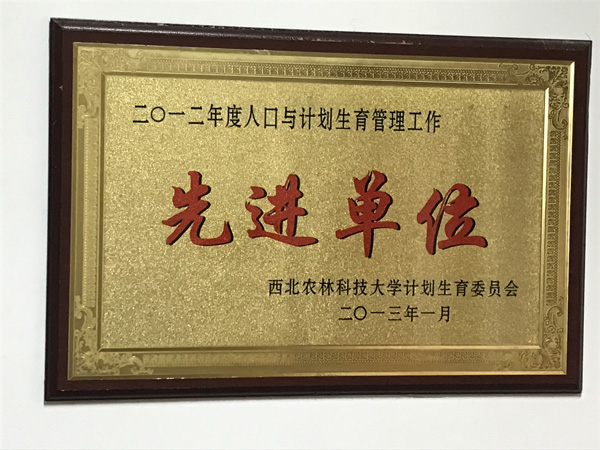 二〇一二年度人口与计划生育管理工作
先进单位
西北农林科技大学计划生育委员会
二〇一三年一月